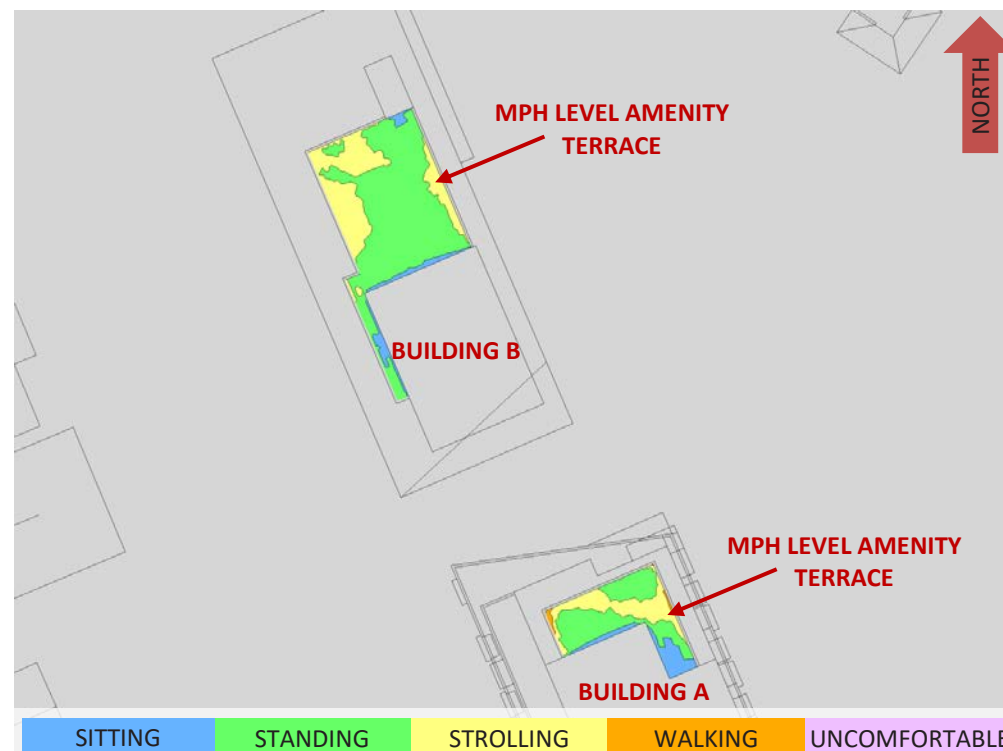 NORTH
MPH LEVEL AMENITY
TERRACE
BUILDING B
MPH LEVEL AMENITY
TERRACE
BUILDING A
SITTING STANDING STROLLING WALKING UNCOMFORTABLE